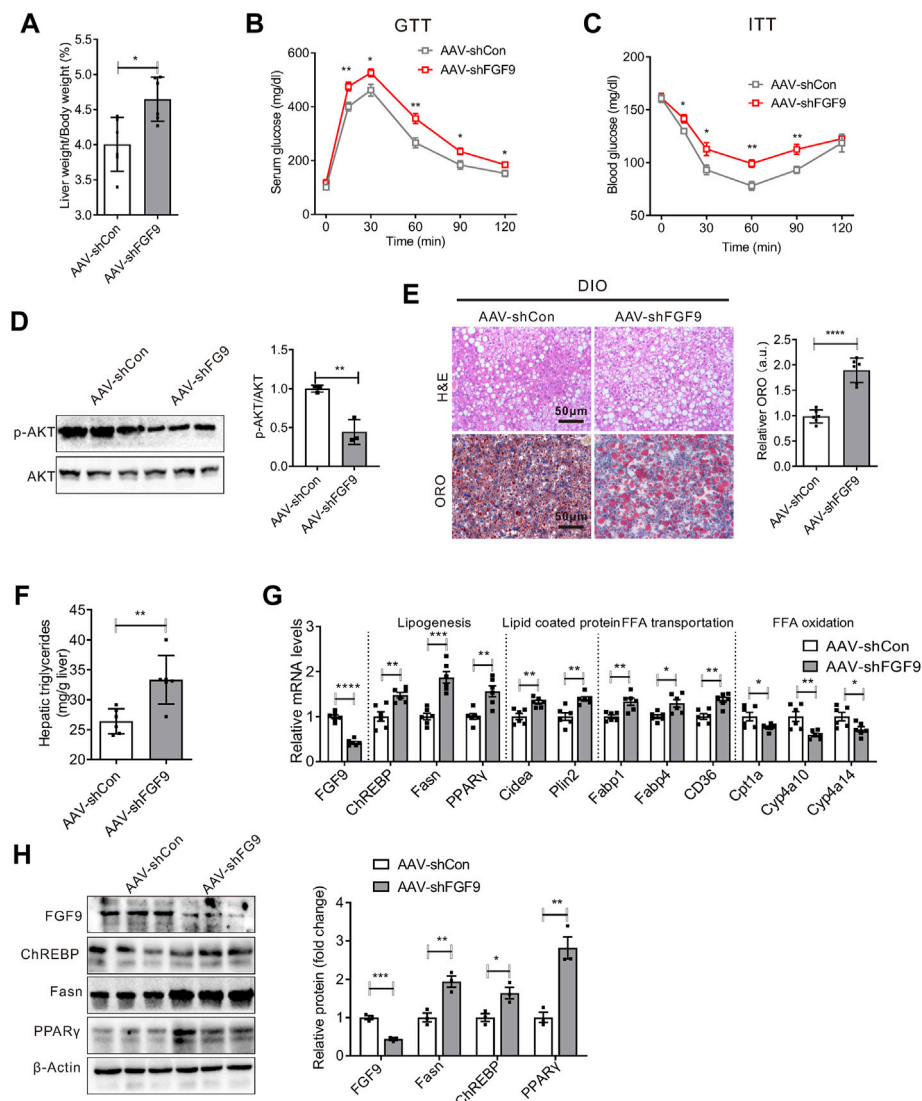 A
Liver weight/Body weight (%)
5.0
4.5
4.0
3.5
3.0
*
AAV-shCon
AAV-shFGF9
B
GTT
Serum glucose (mg/dl)
600
400
200
0
AAV-shCon
AAV-shFGF9
**
*
**
*
*
0 30 60 90 120
Time (min)
C
ITT
Blood glucose (mg/dl)
200
150
100
50
AAV-shCon
AAV-shFGF9
*
*
**
**
0 30 60 90 120
Time (min)
D
AAV-shCon
AAV-shFG9
p-AKT
AKT
p-AKT/AKT
1.5
1.0
0.5
0.0
**
AAV-shCon
AAV-shFGF9
E
DIO
AAV-shCon AAV-shFGF9
H&E
50µm
50µm
ORO
50µm
Relativer ORO (a.u.)
2.5
2.0
1.5
1.0
0.5
0.0
****
AAV-shCon
AAV-shFGF9
F
Hepatic triglycerides
(mg/g liver)
45
40
35
30
25
20
**
AAV-shCon
AAV-shFGF9
G
Lipogenesis
Lipid coated protein
FFA transportation
FFA oxidation
AAV-shCon
AAV-shFGF9
Relative mRNA levels
3
2
1
0
****
**
***
**
**
**
**
*
**
*
**
*
FGF9
ChREBP
Fasn
PPARγ
Cidea
Plin2
Fabp1
Fabp4
CD36
Cpt1a
Cyp4a10
Cyp4a14
H
AAV-shCon
AAV-shFG9
FGF9
ChREBP
Fasn
PPARγ
β-Actin
AAV-shCon
AAV-shFGF9
Relative protein (fold change)
4
3
2
1
0
***
**
*
**
FGF9
Fasn
ChREBP
PPARγ